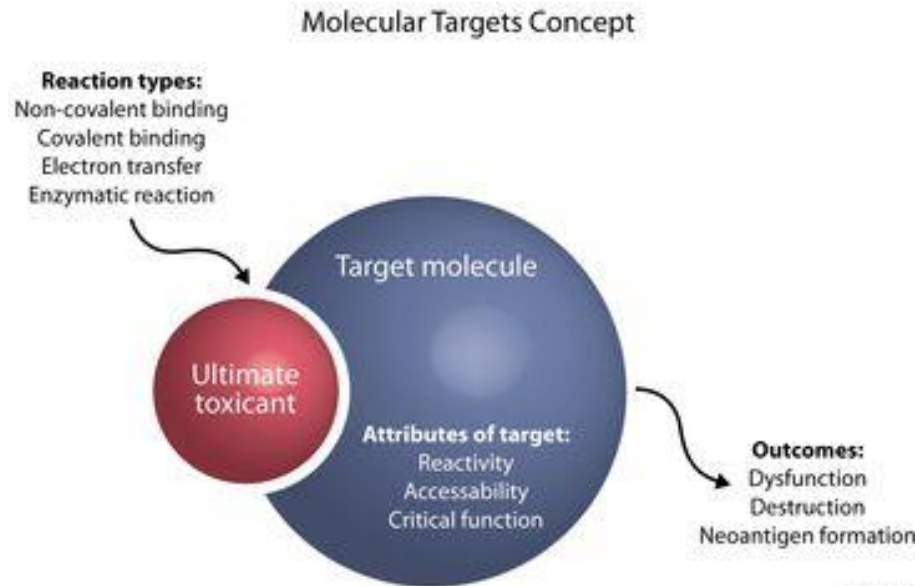 Molecular Targets Concept
Reaction types:
Non-covalent binding
Covalent binding
Electron transfer
Enzymatic reaction
Target molecule
Ultimate
toxicant
Attributes of target:
Reactivity
Accessability
Critical function
Outcomes:
Dysfunction
Destruction
Neoantigen formation